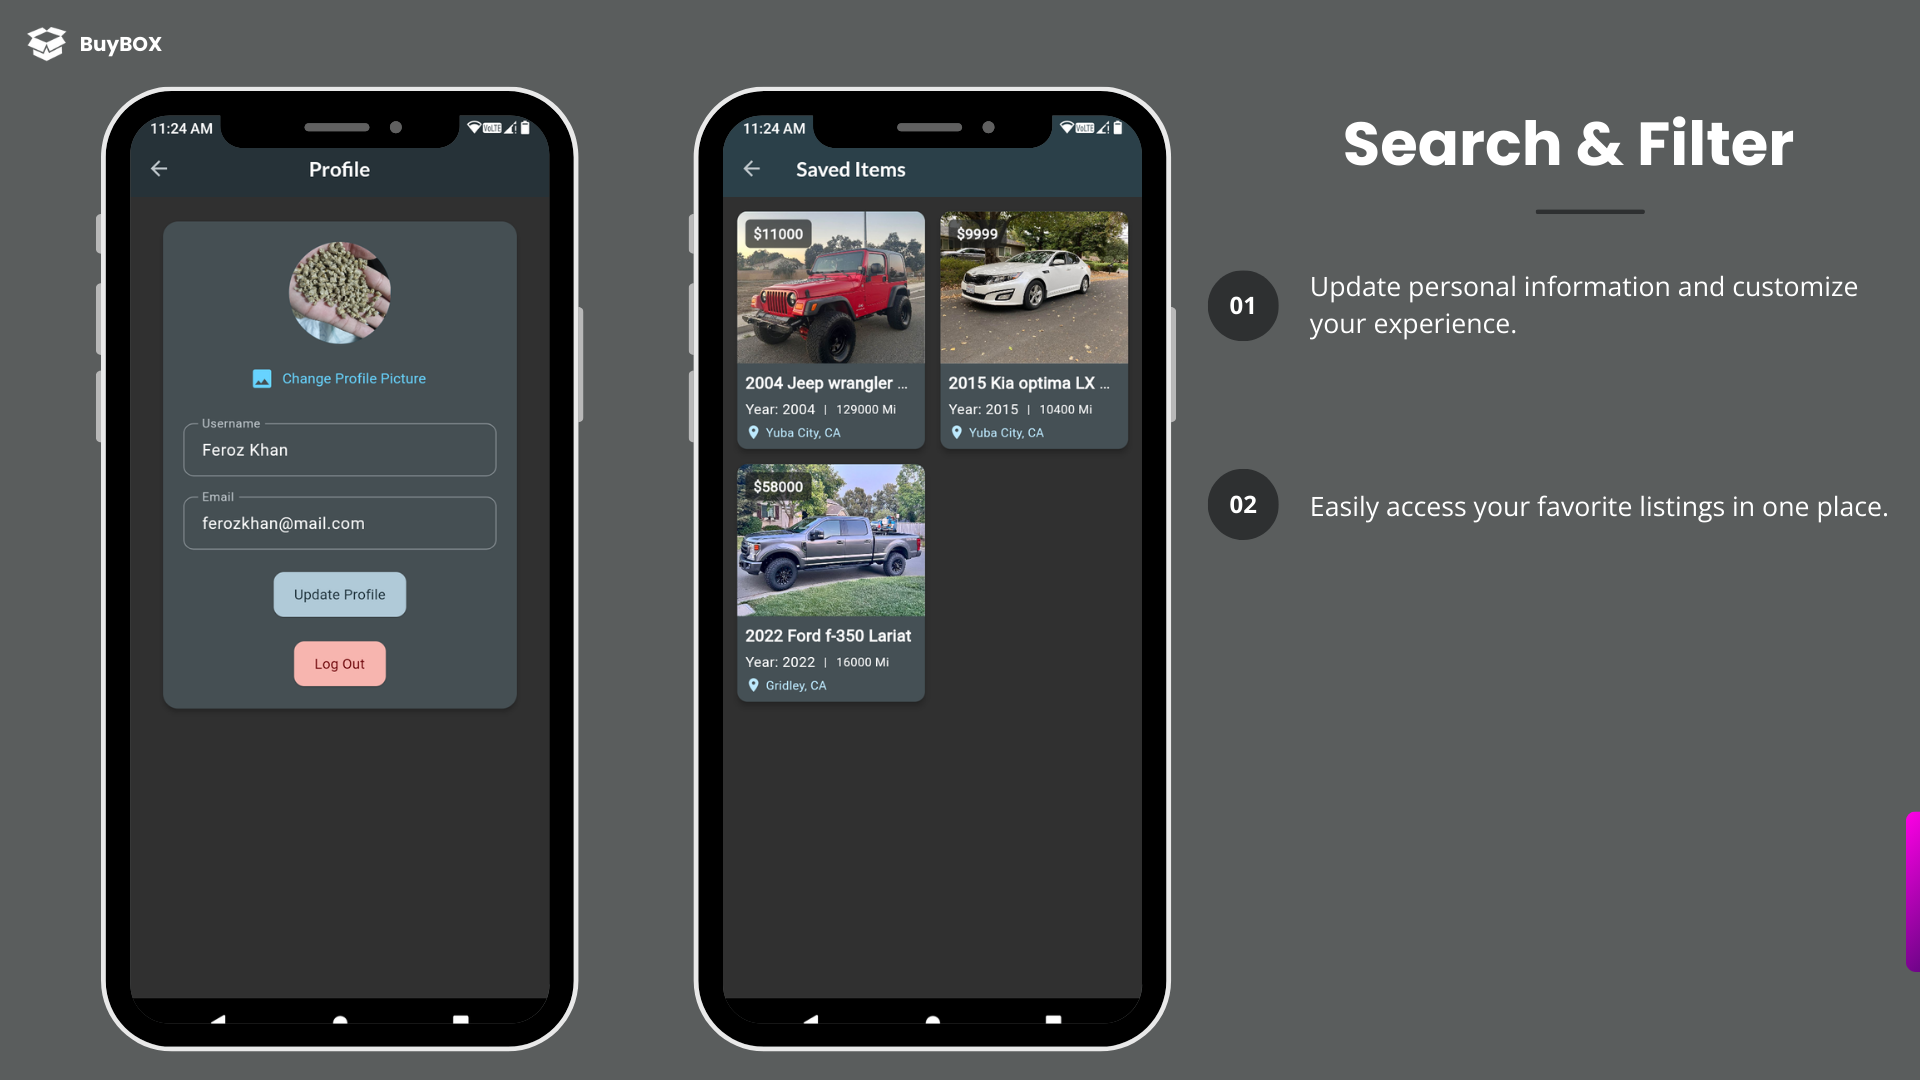 BuyBOX
11:24 AM
VoLTE
Profile
Change Profile Picture
Username
Feroz Khan
Email
ferozkhan@mail.com
Update Profile
Log Out
11:24 AM
VoLTE
Saved Items
$11000
2004 Jeep wrangler ...
Year: 2004 | 129000 Mi
Yuba City, CA
$9999
2015 Kia optima LX ...
Year: 2015 | 10400 Mi
Yuba City, CA
$58000
2022 Ford f-350 Lariat
Year: 2022 | 16000 Mi
Gridley, CA
Search & Filter
01
Update personal information and customize
your experience.
02
Easily access your favorite listings in one place.